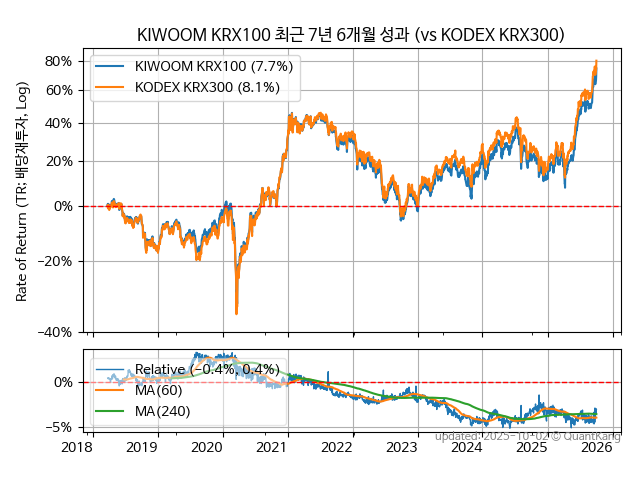 KIWOOM KRX100 최근 7년 6개월 성과 (vs KODEX KRX300)
Rate of Return (TR: 배당재투자, Log)
80%
60%
40%
20%
0%
−20%
−40%
KIWOOM KRX100 (7.7%)
KODEX KRX300 (8.1%)
0%
−5%
Relative (−0.4%, 0.4%)
MA(60)
MA(240)
2018
2019
2020
2021
2022
2023
2024
2025
2026
updated: 2025-10-02 © QuantKang